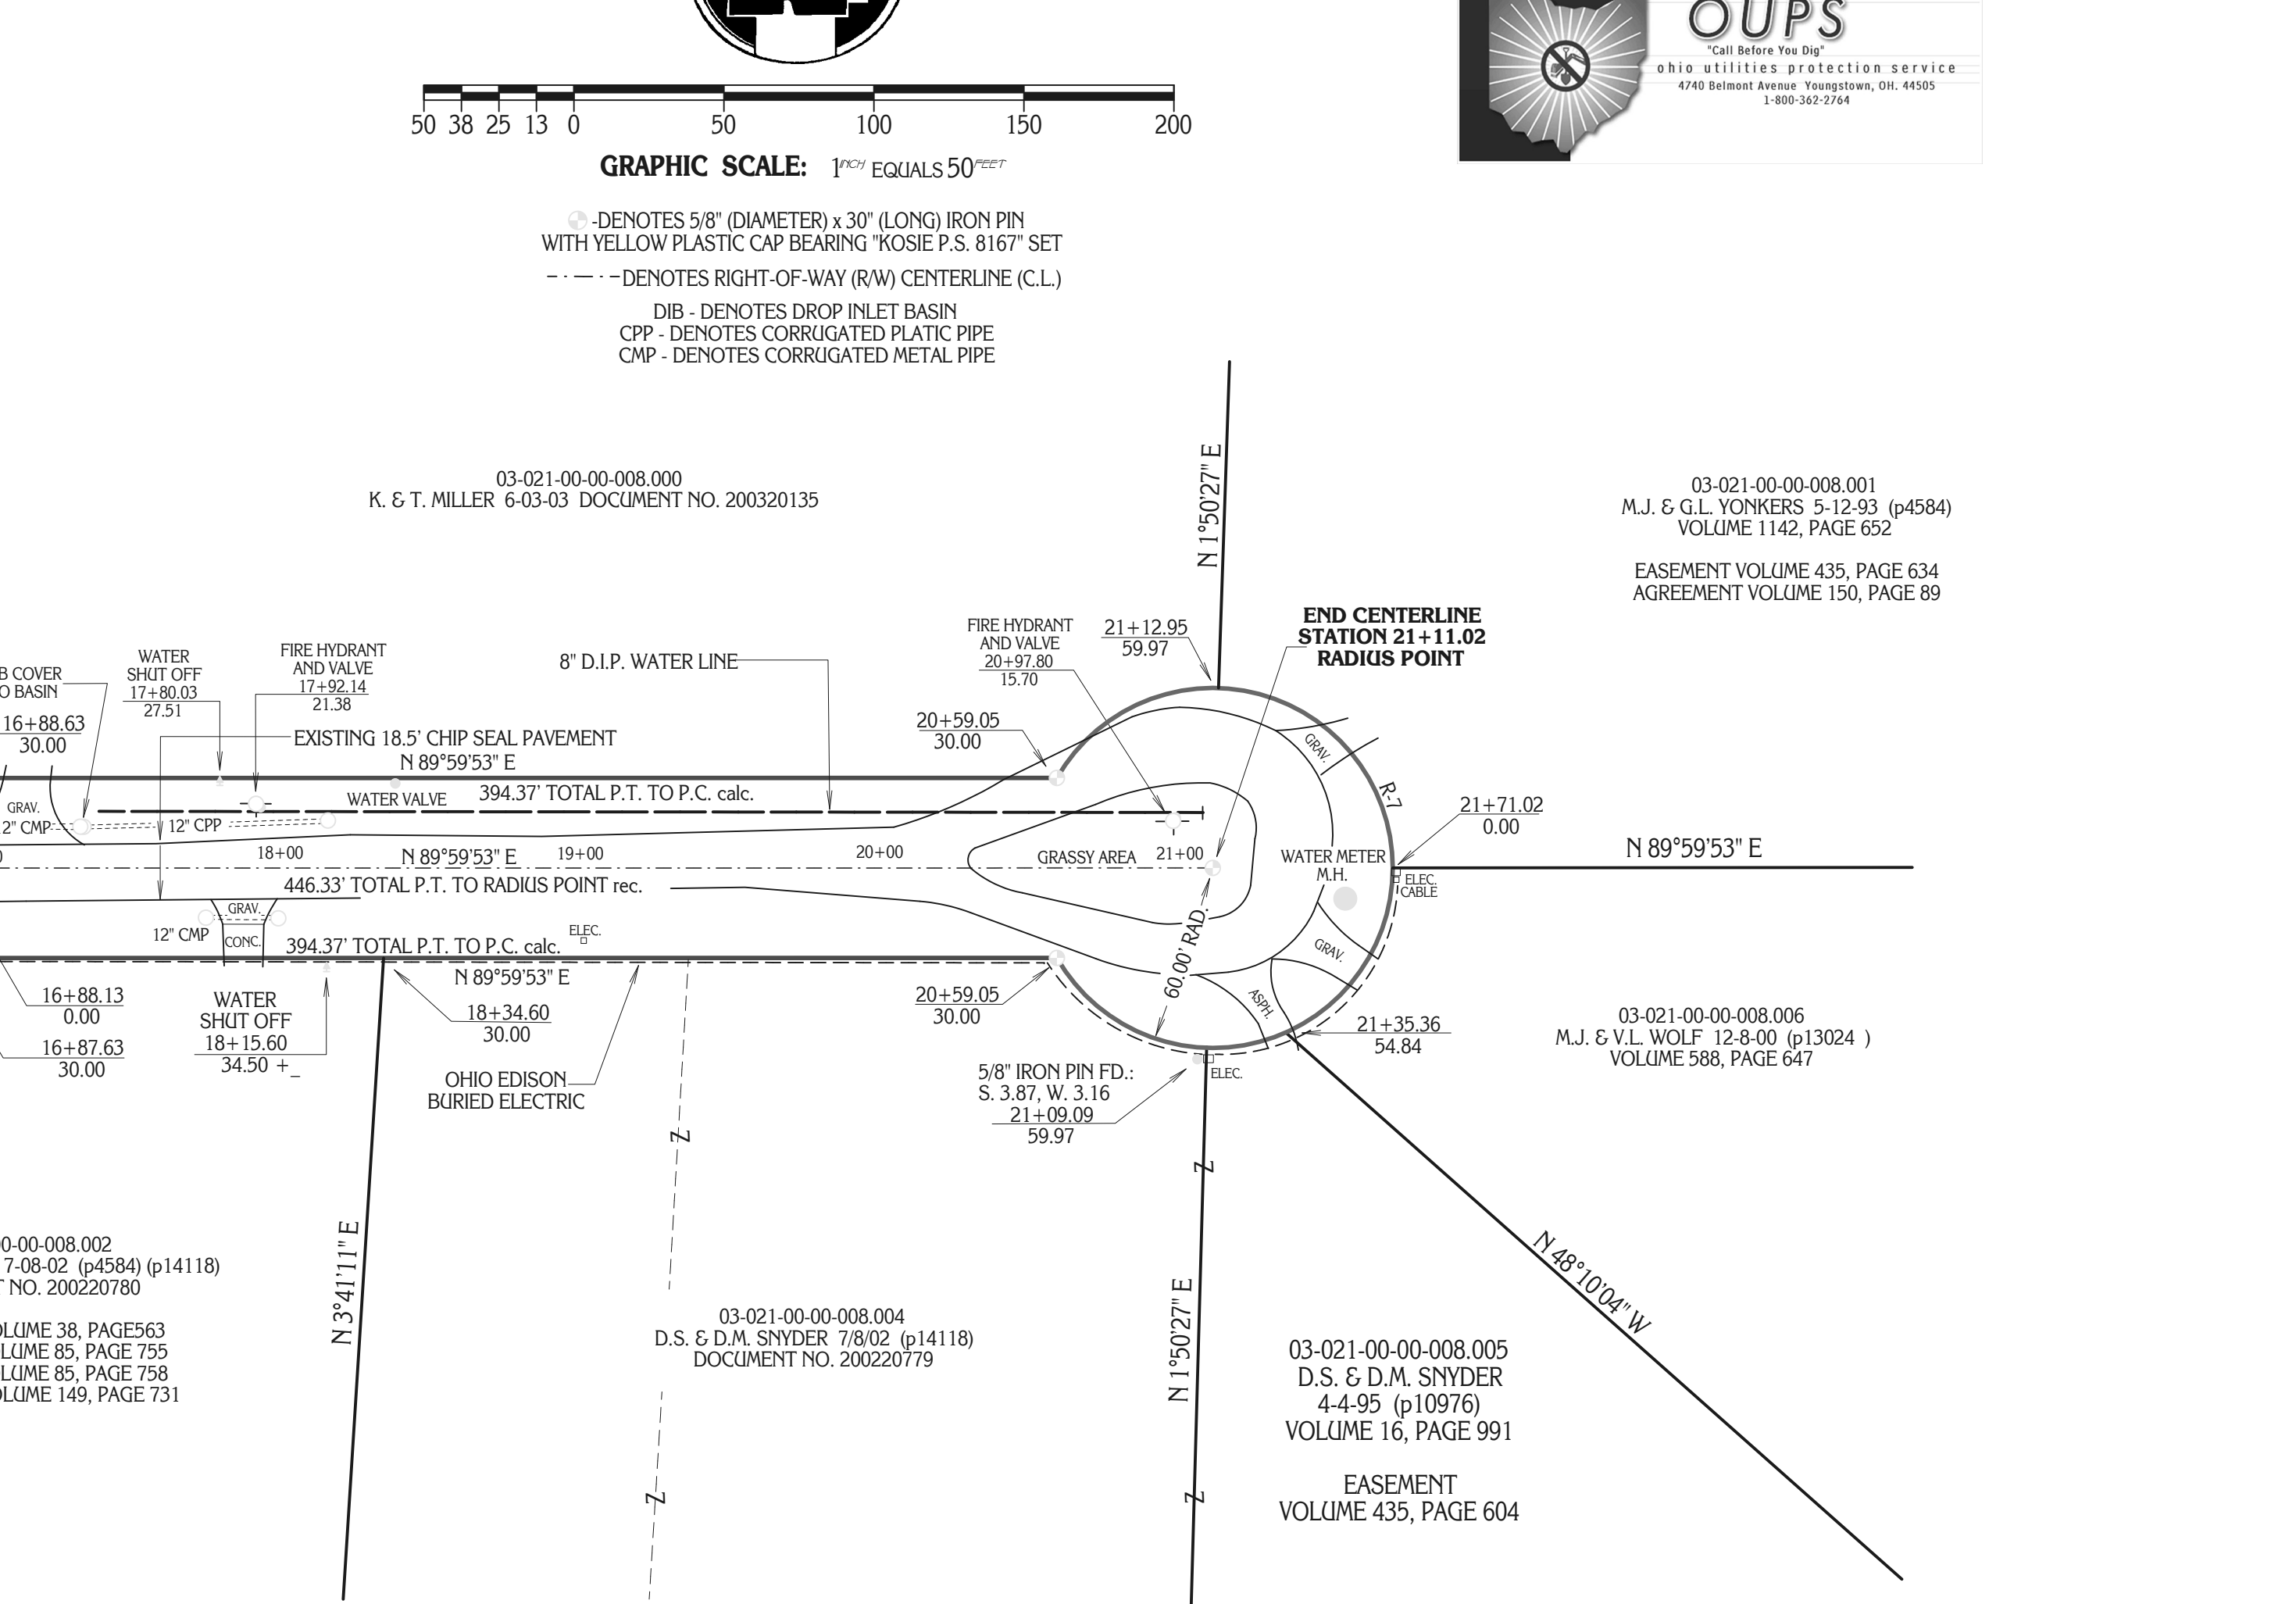 OUPS
"Call Before You Dig"
ohio utilities protection service
4740 Belmont Avenue Youngstown, OH. 44505
1-800-362-2764
50 38 25 13 0 50 100 150 200
GRAPHIC SCALE: 1 INCH EQUALS 50 FEET
-DENOTES 5/8" (DIAMETER) x 30" (LONG) IRON PIN
WITH YELLOW PLASTIC CAP BEARING "KOSIE P.S. 8167" SET
DENOTES RIGHT-OF-WAY (R/W) CENTERLINE (C.L.)
DIB - DENOTES DROP INLET BASIN
CPP - DENOTES CORRUGATED PLATIC PIPE
CMP - DENOTES CORRUGATED METAL PIPE
03-021-00-00-008.000
K. & T. MILLER 6-03-03 DOCUMENT NO. 200320135
N 1°50'27" E
03-021-00-00-008.001
M.J. & G.L. YONKERS 5-12-93 (p4584)
VOLUME 1142, PAGE 652
EASEMENT VOLUME 435, PAGE 634
AGREEMENT VOLUME 150, PAGE 89
B COVER
O BASIN
16+88.63
30.00
WATER
SHUT OFF
17+80.03
27.51
FIRE HYDRANT
AND VALVE
17+92.14
21.38
8" D.I.P. WATER LINE
FIRE HYDRANT
AND VALVE
20+97.80
15.70
21+12.95
59.97
END CENTERLINE
STATION 21+11.02
RADIUS POINT
20+59.05
30.00
EXISTING 18.5' CHIP SEAL PAVEMENT
N 89°59'53" E
394.37' TOTAL P.T. TO P.C. calc.
WATER VALVE
GRAV.
2" CMP
12" CPP
GRAV.
R-7
21+71.02
0.00
N 89°59'53" E
18+00
N 89°59'53" E
19+00
20+00
GRASSY AREA
21+00
WATER METER
M.H.
ELEC.
CABLE
446.33' TOTAL P.T. TO RADIUS POINT rec.
GRAV.
12" CMP
CONC.
394.37' TOTAL P.T. TO P.C. calc.
ELEC.
N 89°59'53" E
60.00' RAD.
GRAV.
ASPH.
16+88.13
0.00
16+87.63
30.00
WATER
SHUT OFF
18+15.60
34.50 +_
18+34.60
30.00
OHIO EDISON
BURIED ELECTRIC
20+59.05
30.00
21+35.36
54.84
5/8" IRON PIN FD.:
S. 3.87, W. 3.16
21+09.09
59.97
ELEC.
03-021-00-00-008.006
M.J. & V.L. WOLF 12-8-00 (p13024 )
VOLUME 588, PAGE 647
Z
Z
Z
Z
0-00-008.002
7-08-02 (p4584) (p14118)
T NO. 200220780
OLUME 38, PAGE563
LUME 85, PAGE 755
LUME 85, PAGE 758
OLUME 149, PAGE 731
N 3°41'11" E
03-021-00-00-008.004
D.S. & D.M. SNYDER 7/8/02 (p14118)
DOCUMENT NO. 200220779
N 1°50'27" E
N 48°10'04" W
03-021-00-00-008.005
D.S. & D.M. SNYDER
4-4-95 (p10976)
VOLUME 16, PAGE 991
EASEMENT
VOLUME 435, PAGE 604